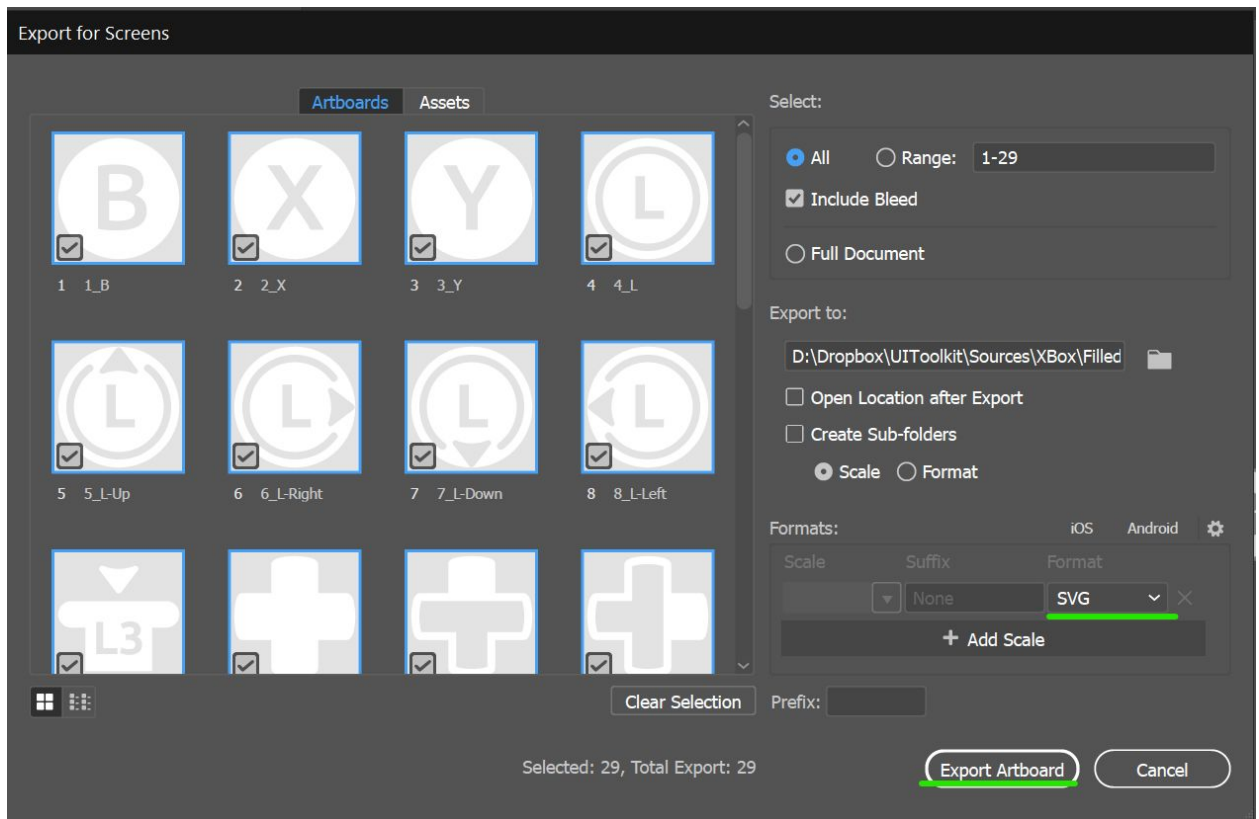 Export for Screens
Artboards Assets
B X Y L
1 1_B 2 2_X 3 3_Y 4 4_L
L L L L
5 5_L-Up 6 6_L-Right 7 7_L-Down 8 8_L-Left
L3
Clear Selection
Selected: 29, Total Export: 29
Select:
All Range: 1-29
Include Bleed
Full Document
Export to:
D:\Dropbox\UIToolkit\Sources\XBox\Filled
Open Location after Export
Create Sub-folders
Scale Format
Formats: iOS Android
Scale Suffix Format
None SVG
+ Add Scale
Prefix:
Export Artboard Cancel